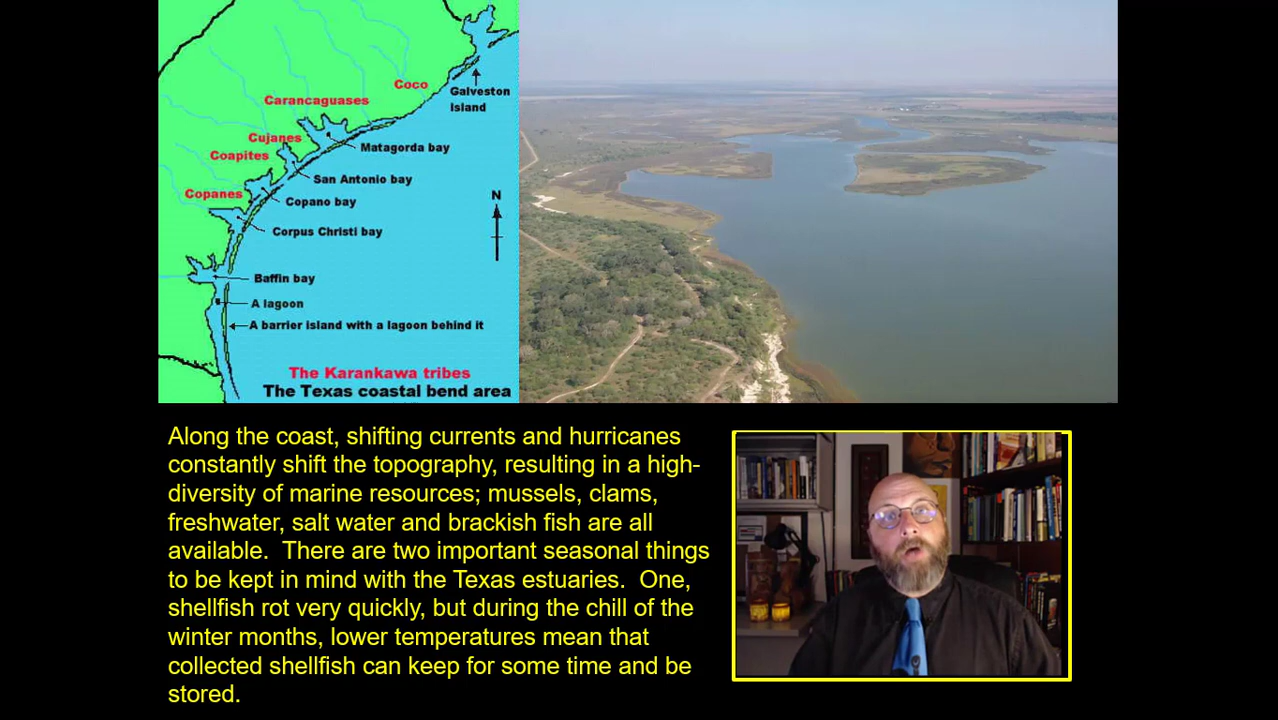 Coco
Galveston
Island
Carancaguases
Cujanes
Matagorda bay
Coapites
San Antonio bay
Copanes
N
Copano bay
Corpus Christi bay
Baffin bay
A lagoon
A barrier island with a lagoon behind it
The Karankawa tribes
The Texas coastal bend area
Along the coast, shifting currents and hurricanes
constantly shift the topography, resulting in a high-
diversity of marine resources; mussels, clams,
freshwater, salt water and brackish fish are all
available.  There are two important seasonal things
to be kept in mind with the Texas estuaries.  One,
shellfish rot very quickly, but during the chill of the
winter months, lower temperatures mean that
collected shellfish can keep for some time and be
stored.